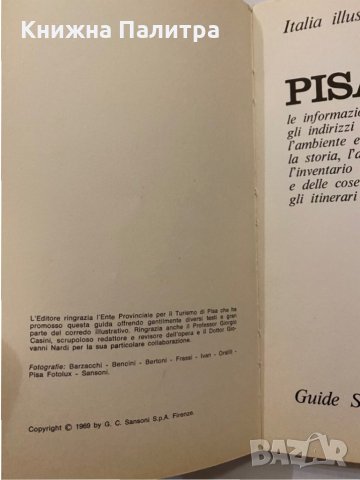 Книжна Палитра
Italia illus
PISA
le informazio
gli indirizzi
l'ambiente e
la storia, l'a
l'inventario
e delle cose
gli itinerari
L'Editore ringrazia l'Ente Provinciale per il Turismo di Pisa che ha
promosso questa guida offrendo gentilmente diversi testi e gran
parte del corredo illustrativo. Ringrazia anche il Professor Giorgio
Casini, scrupoloso redattore e revisore dell'opera e il Dottor Gio-
vanni Nardi per la sua particolare collaborazione.
Fotografie: Barzacchi - Bencini - Bertoni - Frassi - Ivan - Orsilli -
Pisa Fotolux - Sansoni.
Guide S
Copyright © 1969 by G. C. Sansoni S.p.A. Firenze.
bazar